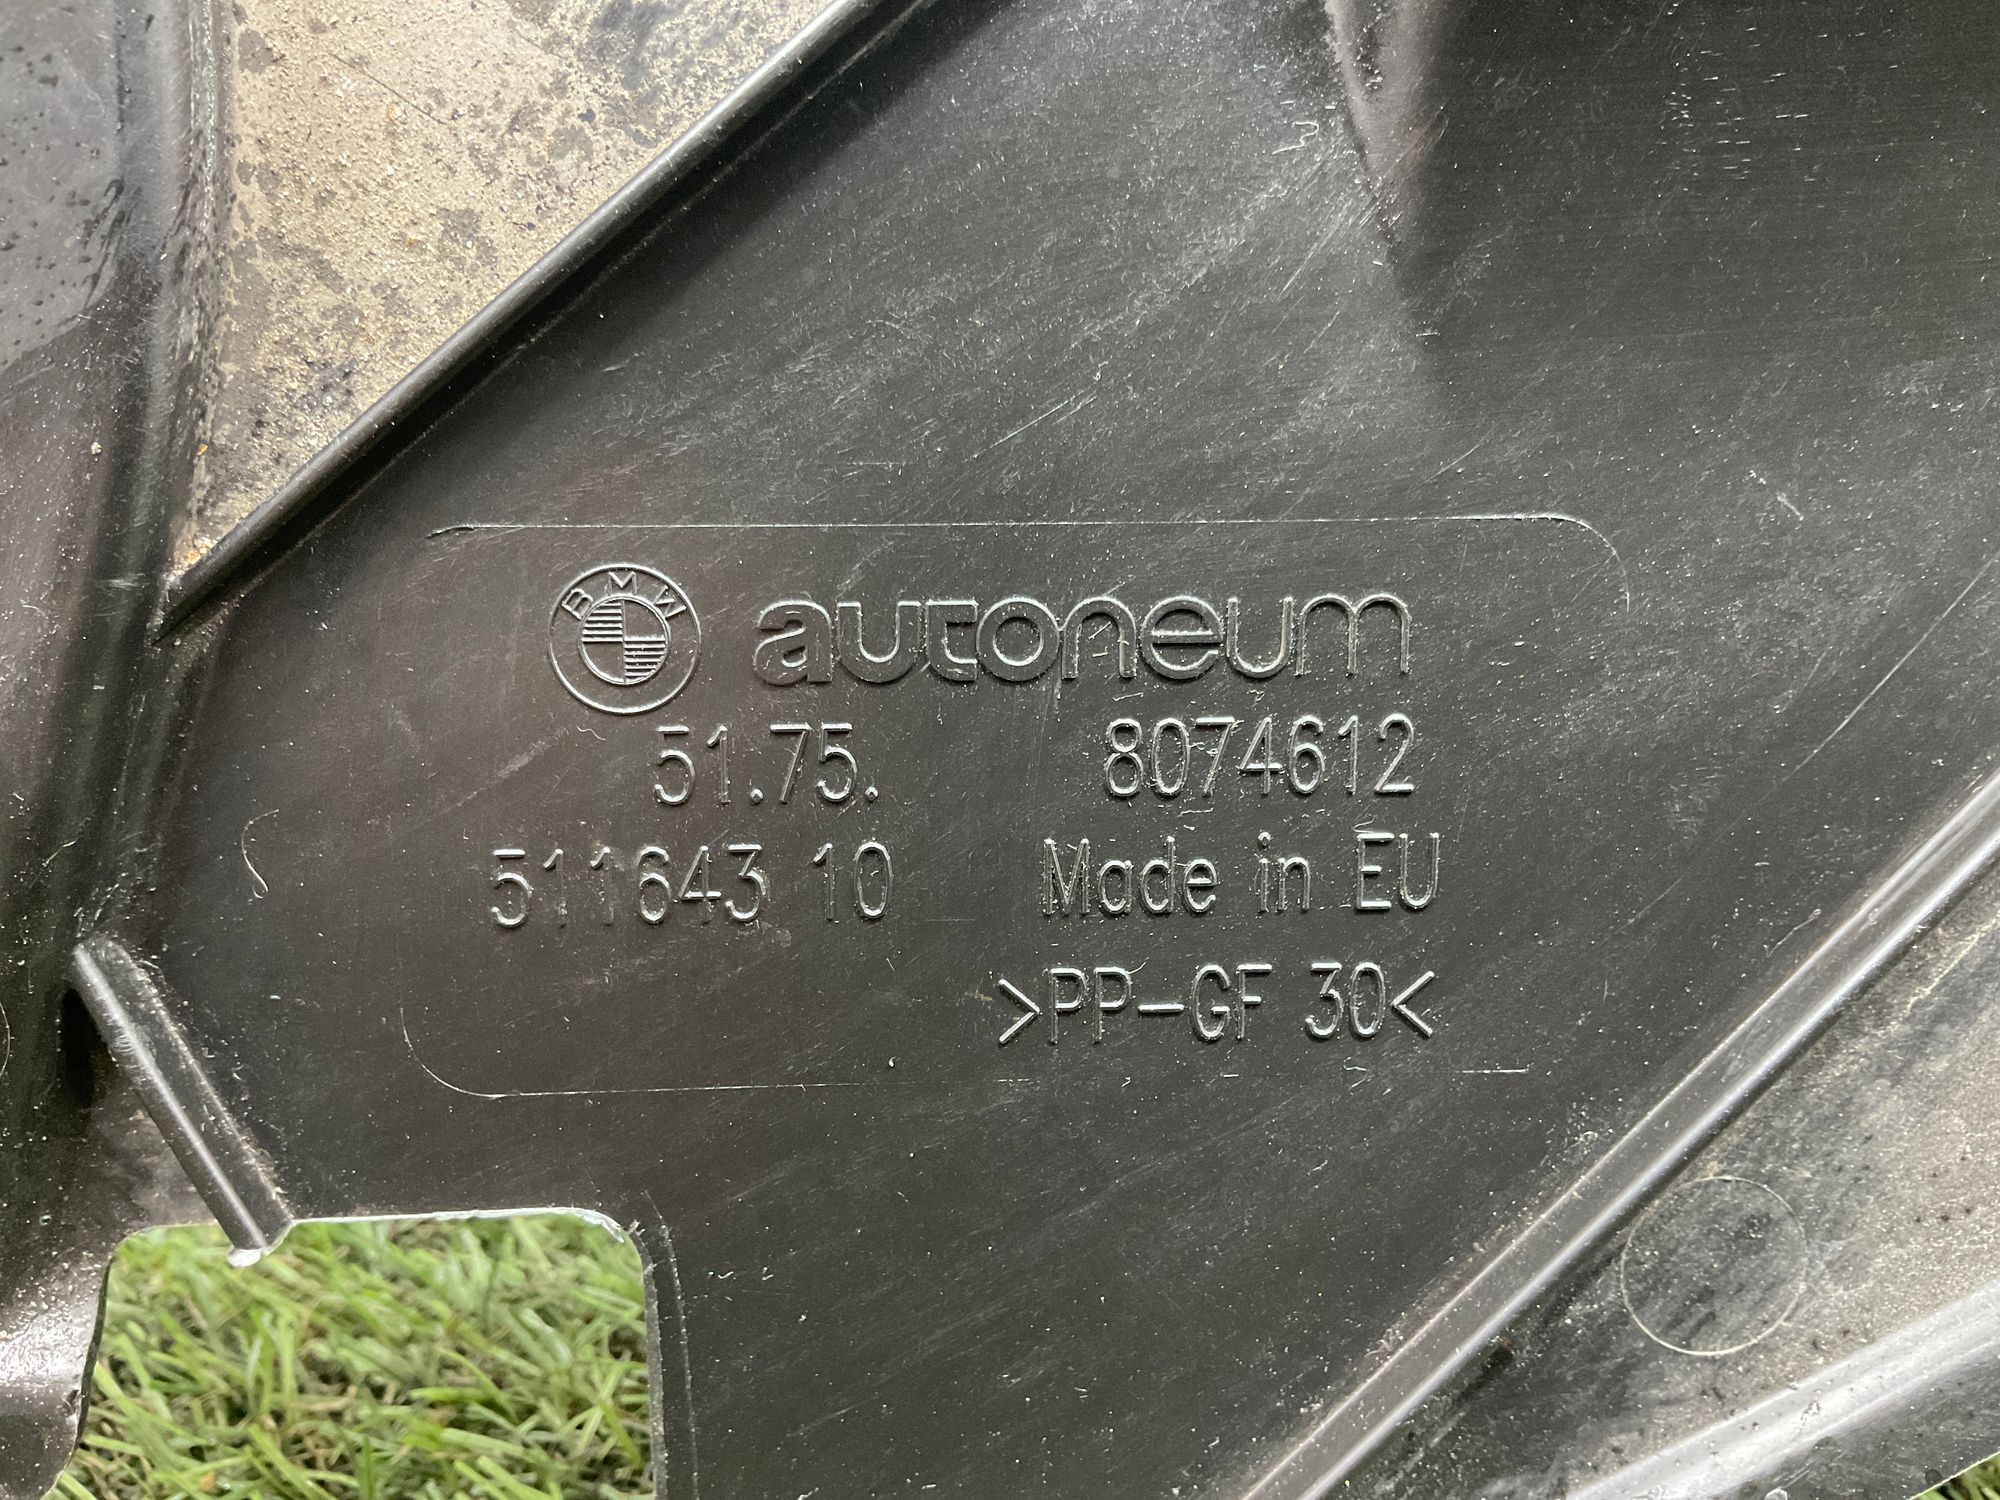 BMW autoneum
51.75. 8074612
511643 10 Made in EU
>PP-GF 30<